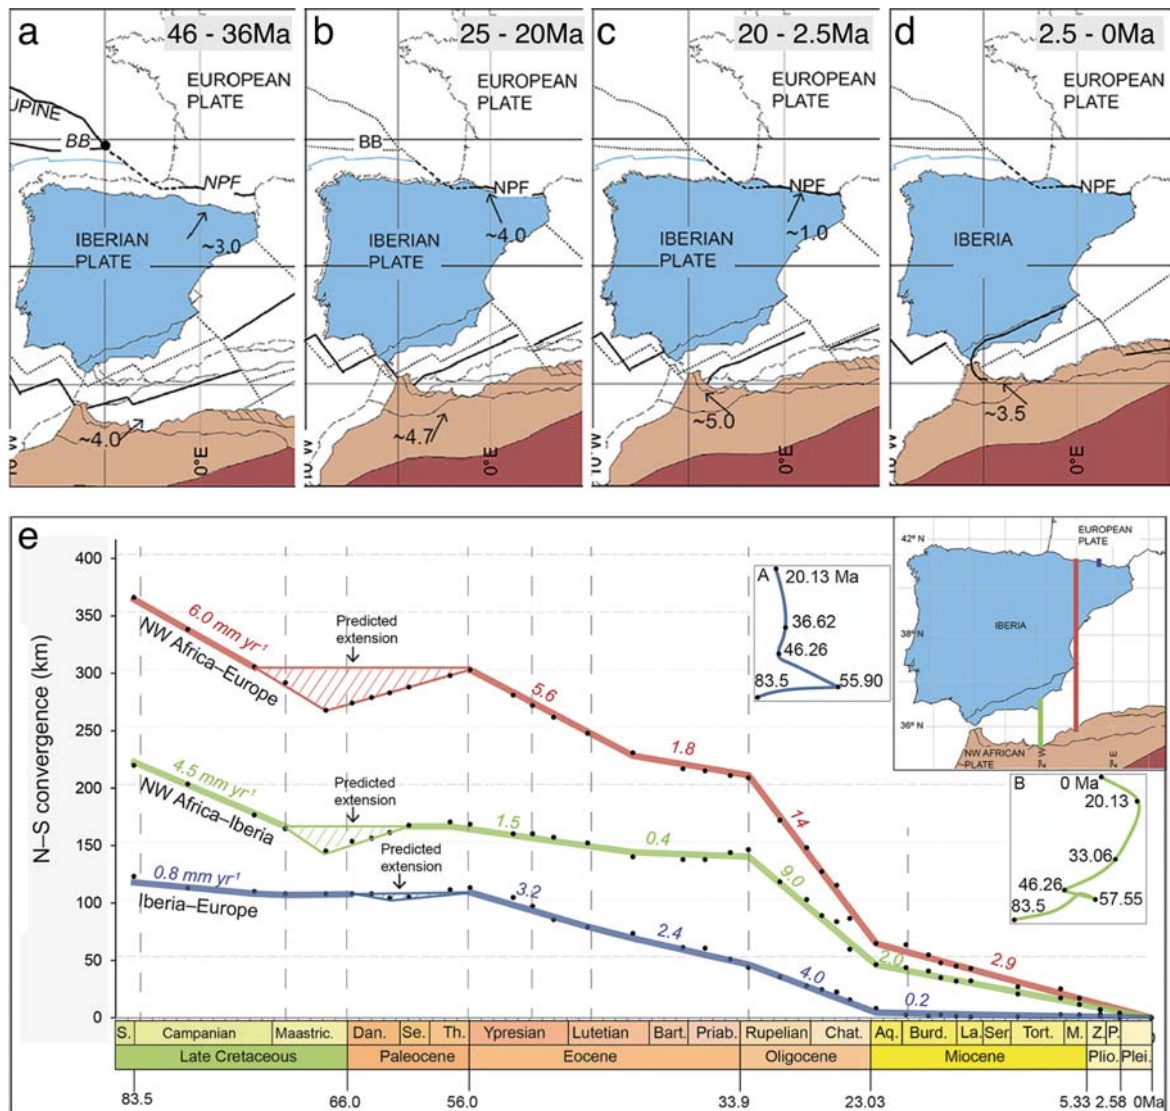 a
46 - 36Ma
EUROPEAN
PLATE
UPINE
BB
NPF
~3.0
IBERIAN
PLATE
~4.0
10°W
0°E
b
25 - 20Ma
EUROPEAN
PLATE
BB
NPF
~4.0
IBERIAN
PLATE
~4.7
10°W
0°E
c
20 - 2.5Ma
EUROPEAN
PLATE
NPF
~1.0
IBERIAN
PLATE
~5.0
10°W
0°E
d
2.5 - 0Ma
EUROPEAN
PLATE
NPF
IBERIA
~3.5
10°W
0°E
e
N–S convergence (km)
400
350
300
250
200
150
100
50
0
6.0 mm yr-1
NW Africa–Europe
Predicted
extension
5.6
1.8
14
2.9
4.5 mm yr-1
NW Africa–Iberia
Predicted
extension
1.5
0.4
9.0
2.0
0.8 mm yr-1
Iberia–Europe
Predicted
extension
3.2
2.4
4.0
0.2
A
20.13 Ma
36.62
46.26
83.5
55.90
42° N
38° N
36° N
EUROPEAN
PLATE
IBERIA
NW AFRICAN
PLATE
2° W
2° E
B
0 Ma
20.13
33.06
46.26
57.55
83.5
S. Campanian Maastric. Dan. Se. Th. Ypresian Lutetian Bart. Priab. Rupelian Chat. Aq. Burd. La. Ser Tort. M. Z. P.
Late Cretaceous Paleocene Eocene Oligocene Miocene Plio. Plei.
83.5 66.0 56.0 33.9 23.03 5.33 2.58 0Ma